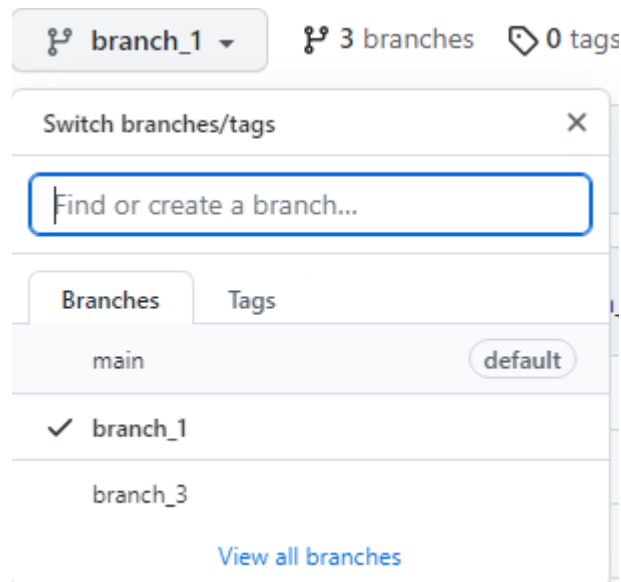 branch_1 3 branches 0 tags
Switch branches/tags
Find or create a branch...
Branches Tags
main default
branch_1
branch_3
View all branches